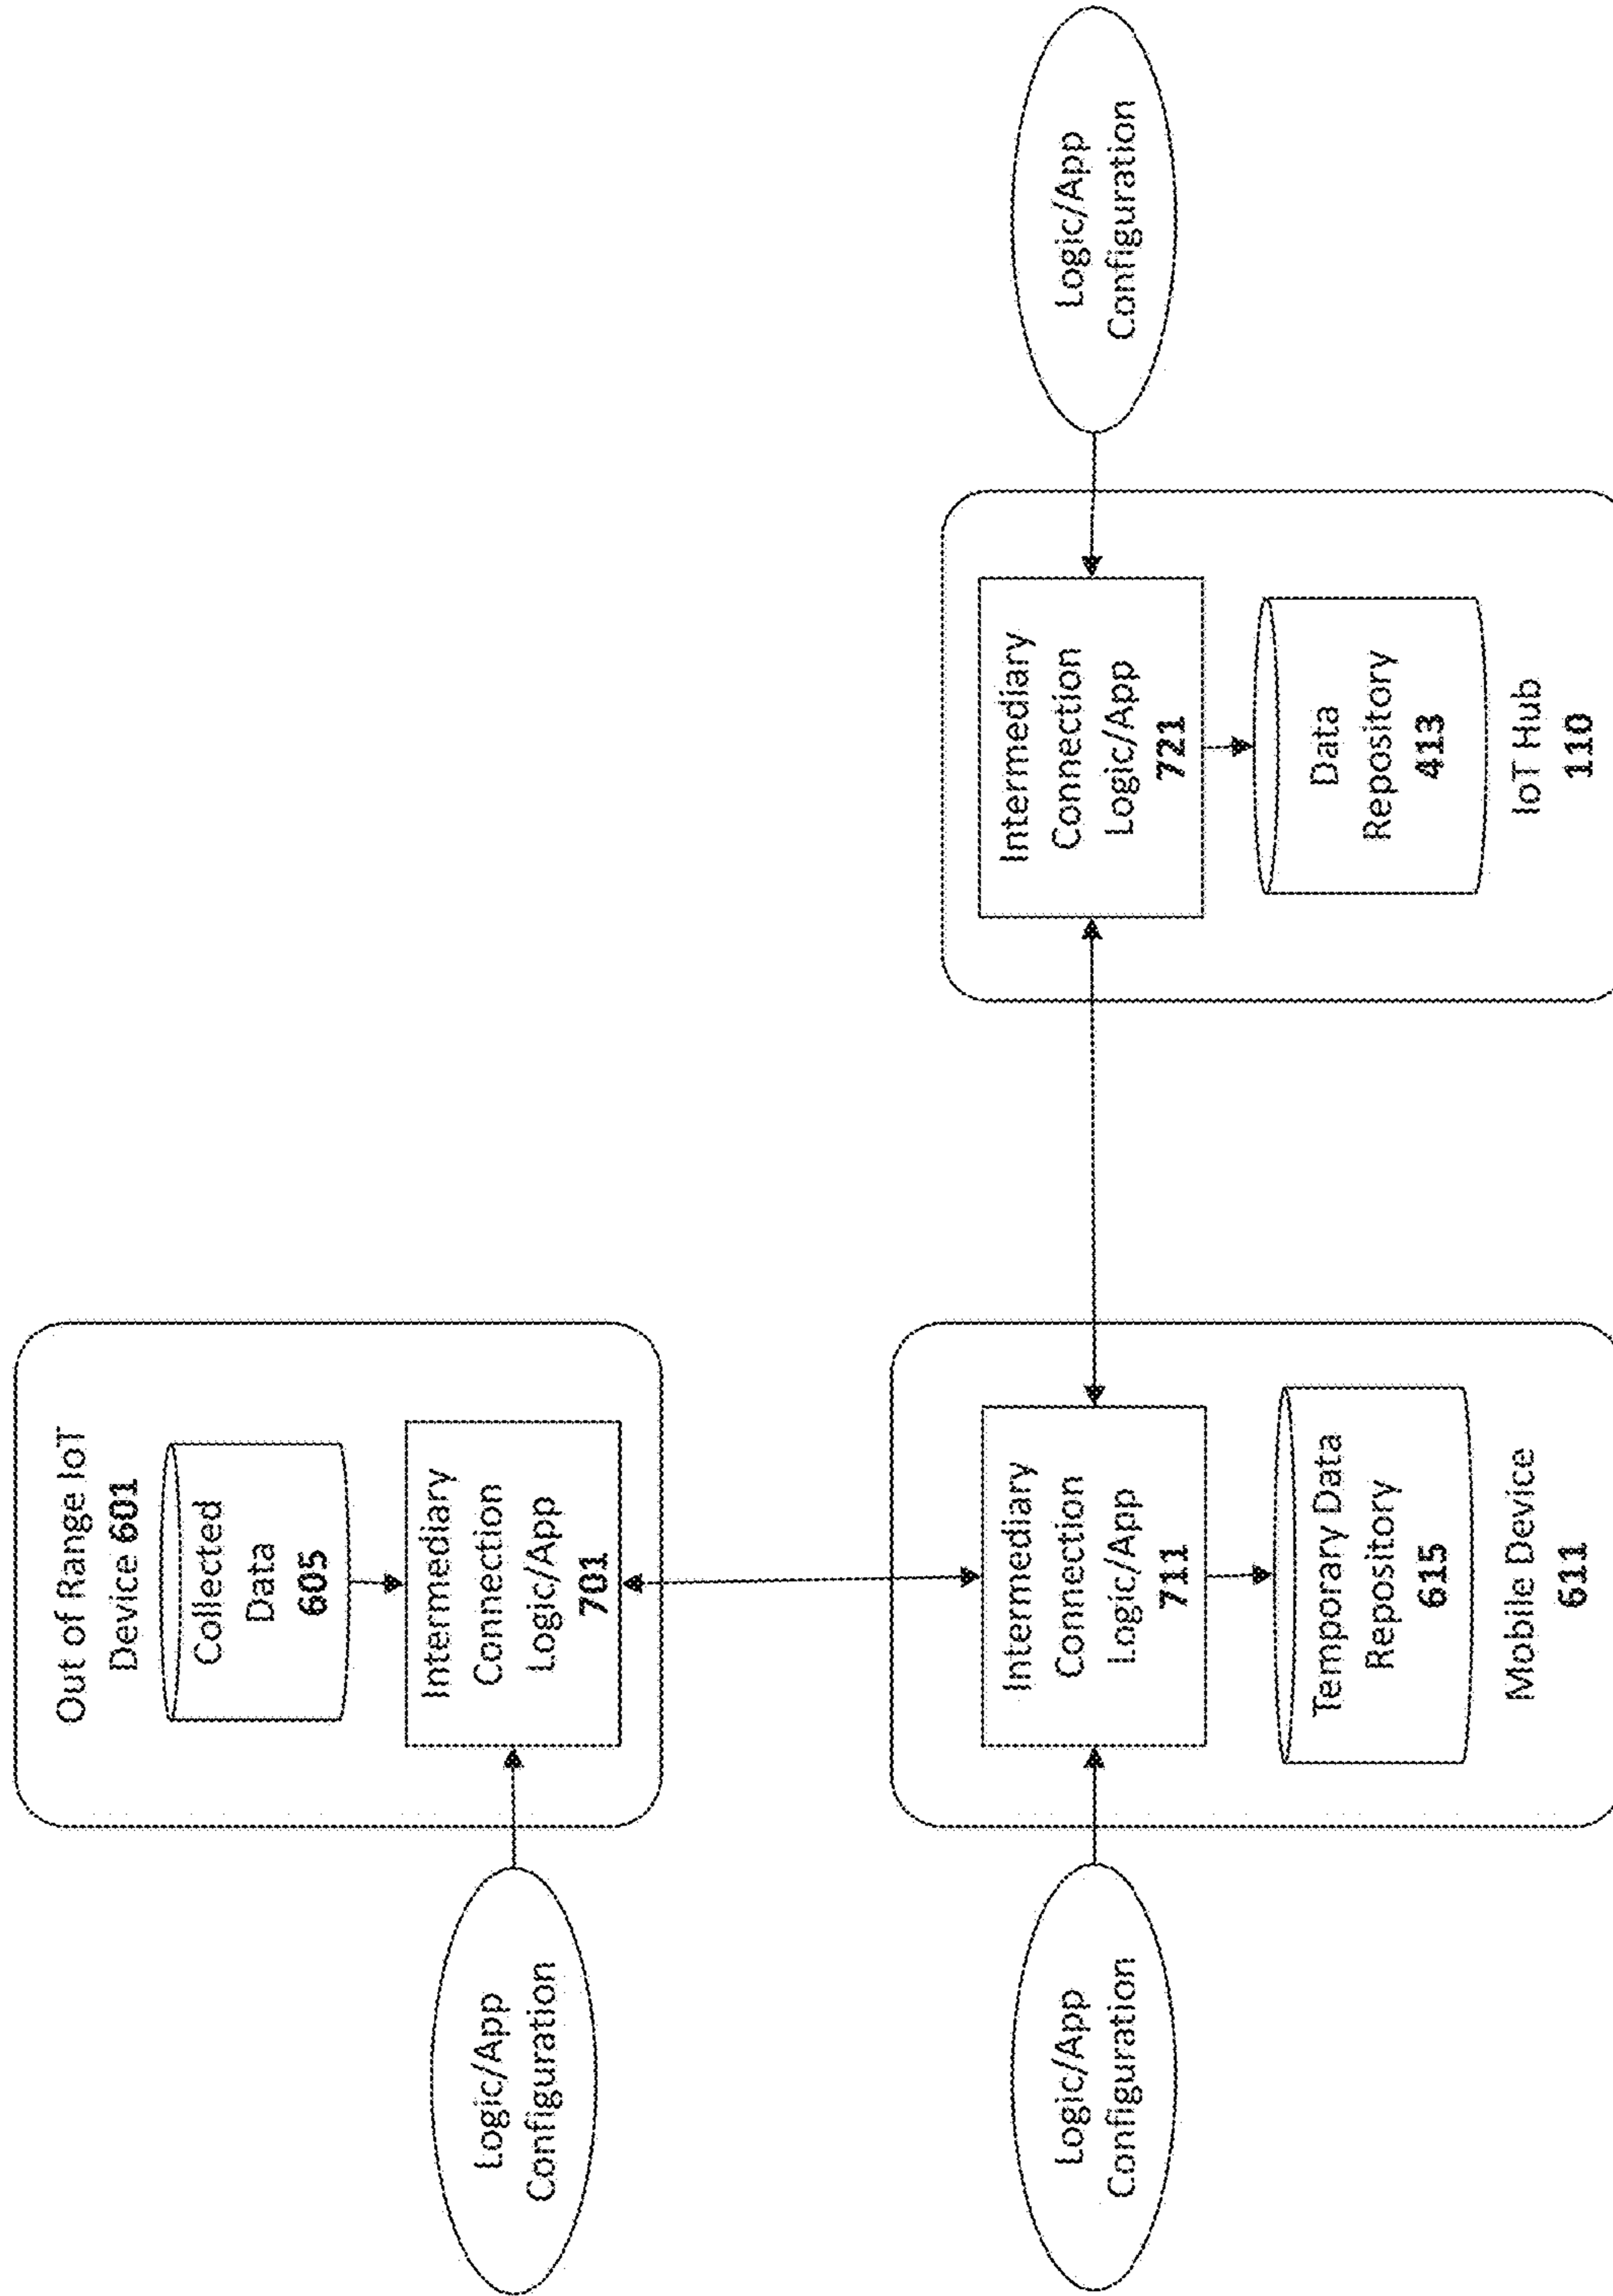 Out of Range IoT
Device 601
Collected
Data
605
Logic/App
Configuration
Intermediary
Connection
Logic/App
701
Logic/App
Configuration
Intermediary
Connection
Logic/App
711
Temporary Data
Repository
615
Mobile Device
611
Intermediary
Connection
Logic/App
721
Data
Repository
413
IoT Hub
110
Logic/App
Configuration